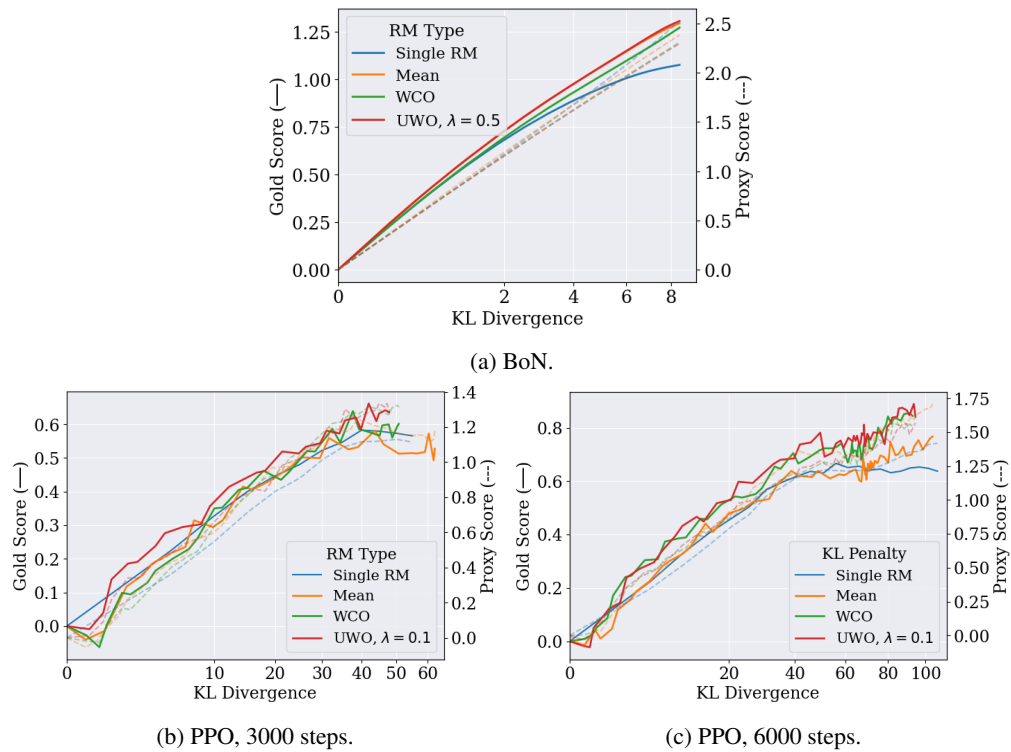 RM Type
Single RM
Mean
WCO
UWO, λ = 0.5
Gold Score (—)
1.25
1.00
0.75
0.50
0.25
0.00
Proxy Score (---)
2.5
2.0
1.5
1.0
0.5
0.0
0 2 4 6 8
KL Divergence
(a) BoN.
Gold Score (—)
0.6
0.5
0.4
0.3
0.2
0.1
0.0
RM Type
Single RM
Mean
WCO
UWO, λ = 0.1
Proxy Score (---)
1.4
1.2
1.0
0.8
0.6
0.4
0.2
0.0
0 10 20 30 40 50 60
KL Divergence
(b) PPO, 3000 steps.
Gold Score (—)
0.8
0.6
0.4
0.2
0.0
KL Penalty
Single RM
Mean
WCO
UWO, λ = 0.1
Proxy Score (---)
1.75
1.50
1.25
1.00
0.75
0.50
0.25
0.00
0 20 40 60 80 100
KL Divergence
(c) PPO, 6000 steps.